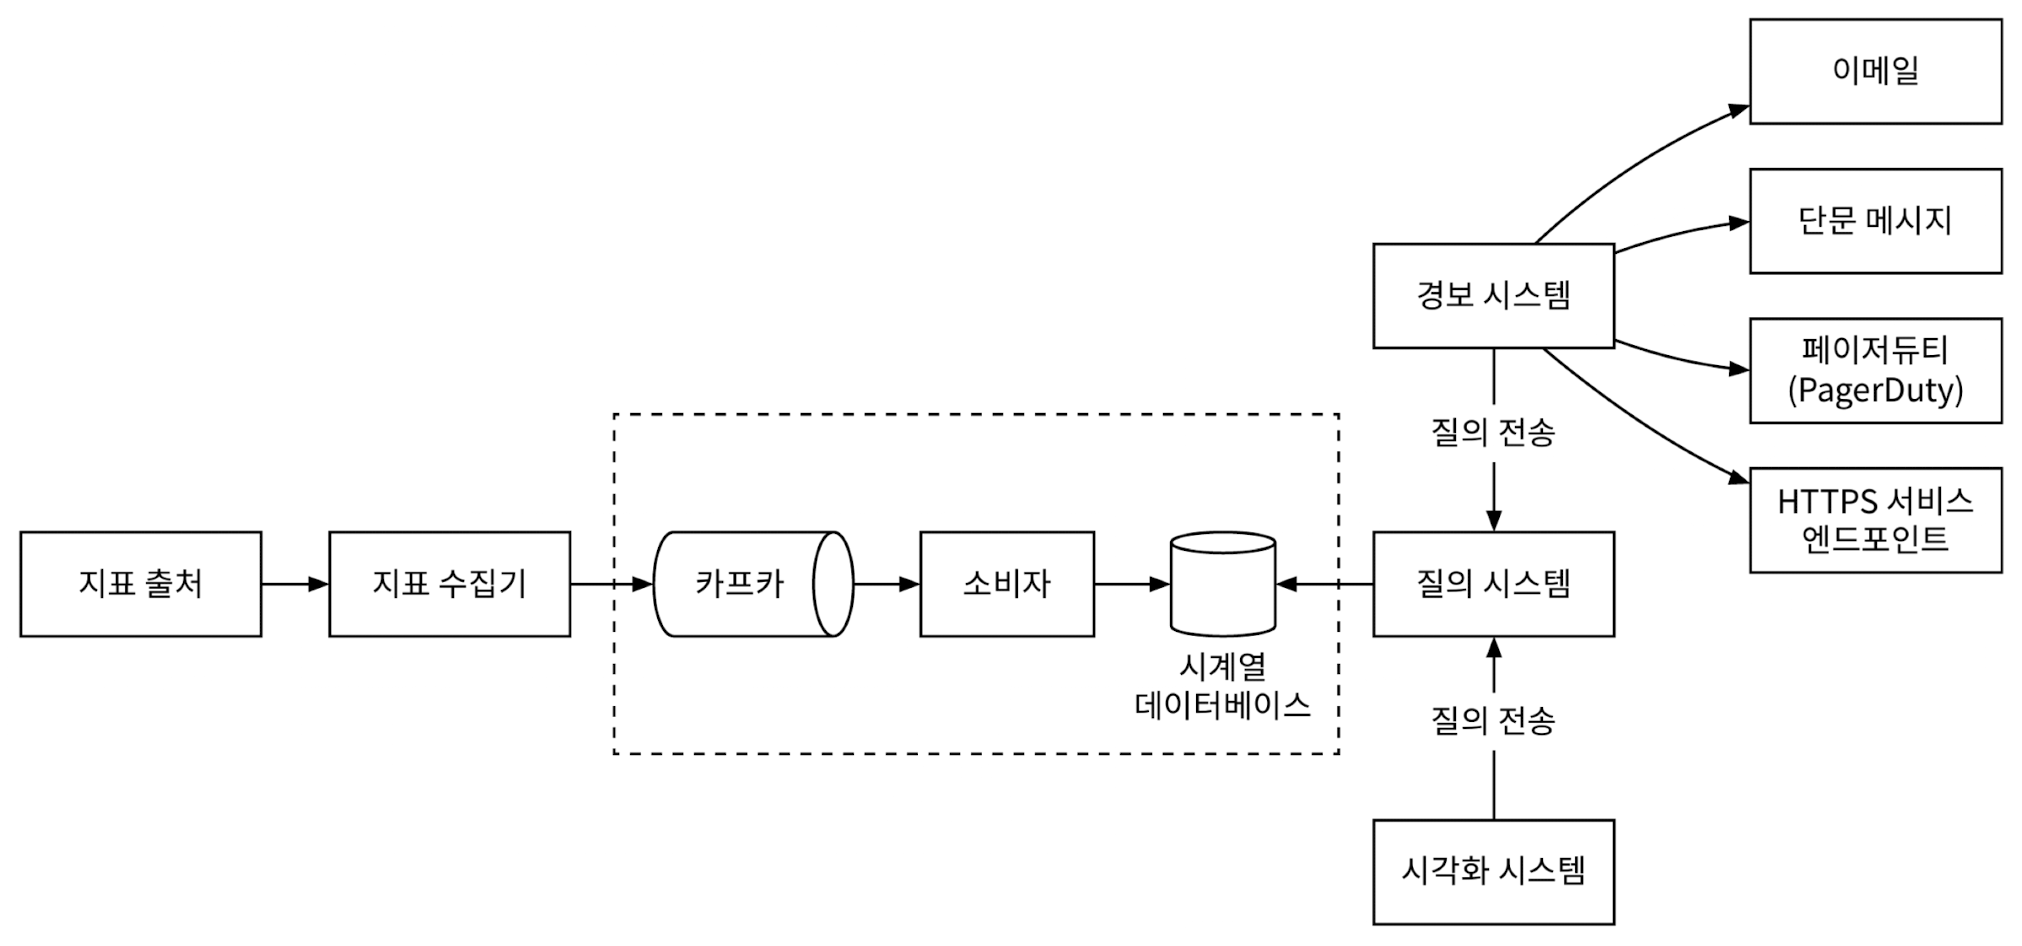 이메일
단문 메시지
경보 시스템
페이저듀티
(PagerDuty)
질의 전송
HTTPS 서비스
엔드포인트
지표 출처
지표 수집기
카프카
소비자
시계열
데이터베이스
질의 시스템
질의 전송
시각화 시스템